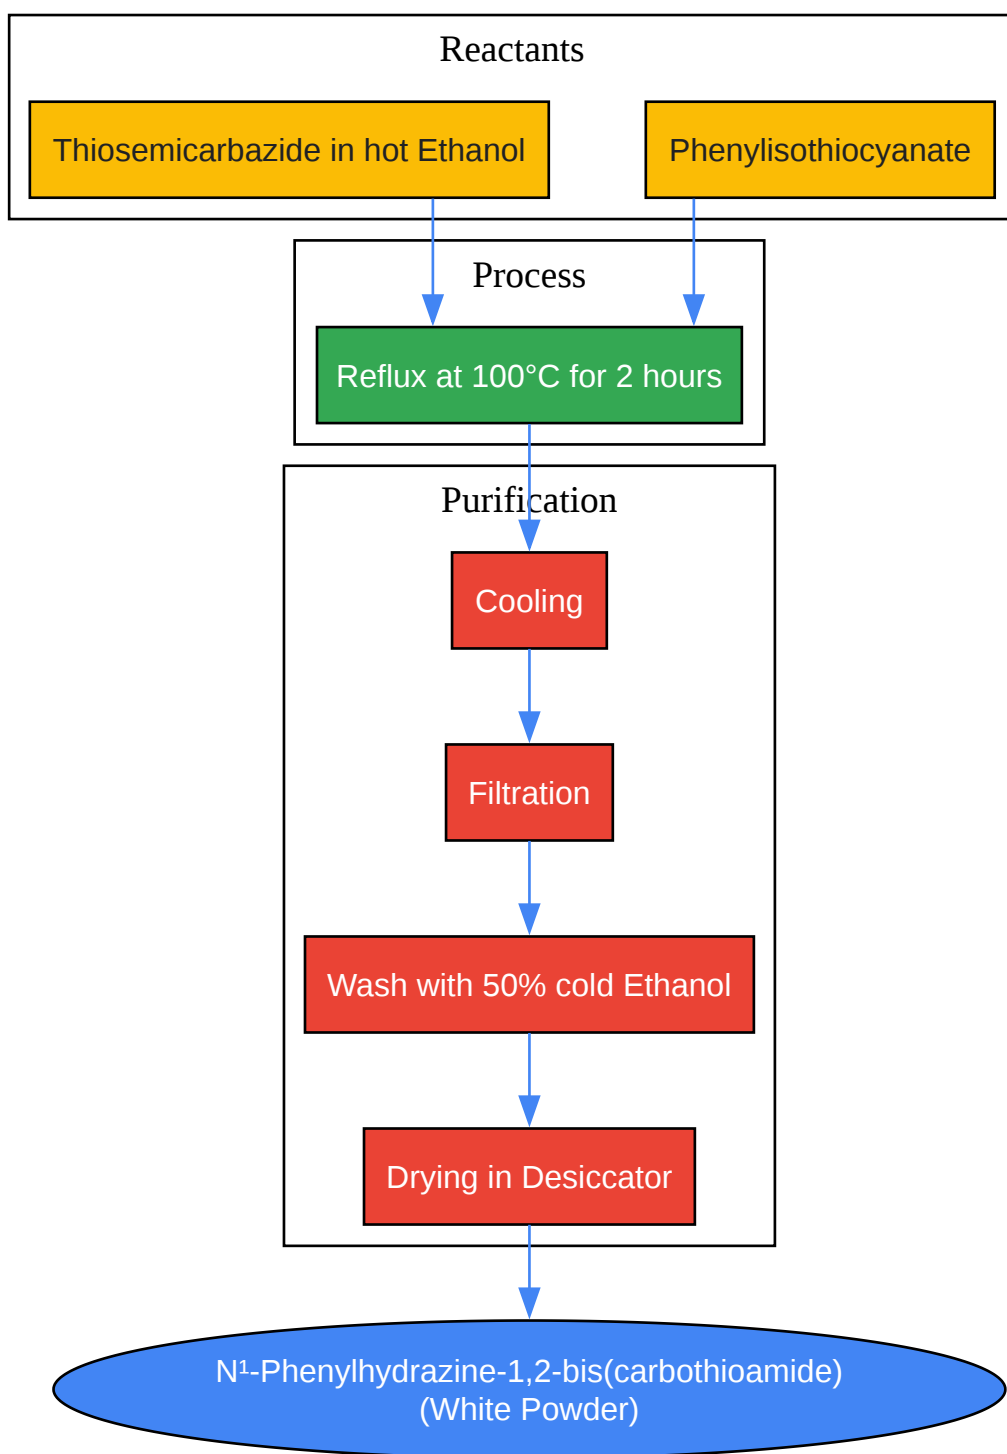 Reactants
Thiosemicarbazide in hot Ethanol
Phenylisothiocyanate
Process
Reflux at 100°C for 2 hours
Purification
Cooling
Filtration
Wash with 50% cold Ethanol
Drying in Desiccator
N¹-Phenylhydrazine-1,2-bis(carbothioamide)
(White Powder)